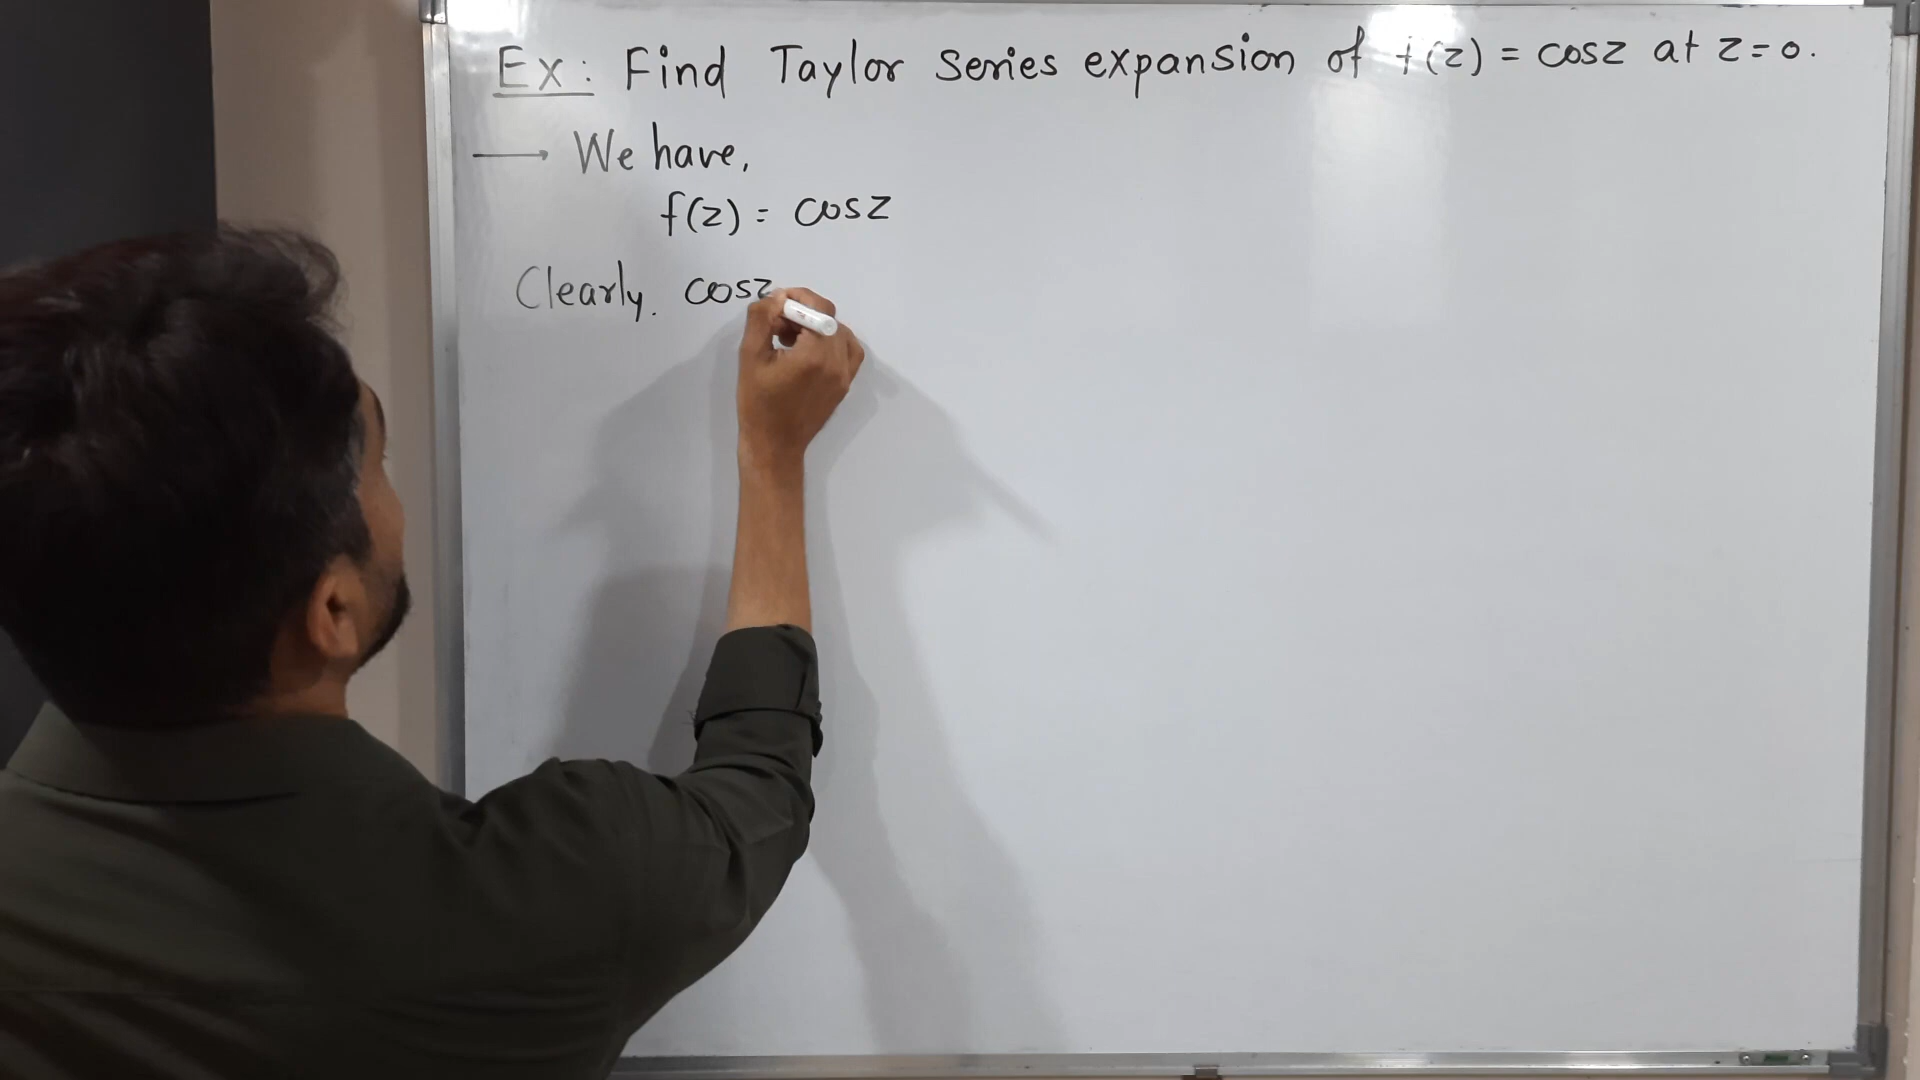 Ex: Find Taylor series expansion of f(z) = cosz at z=0.
→ We have,
f(z) = cosz
Clearly. cosz